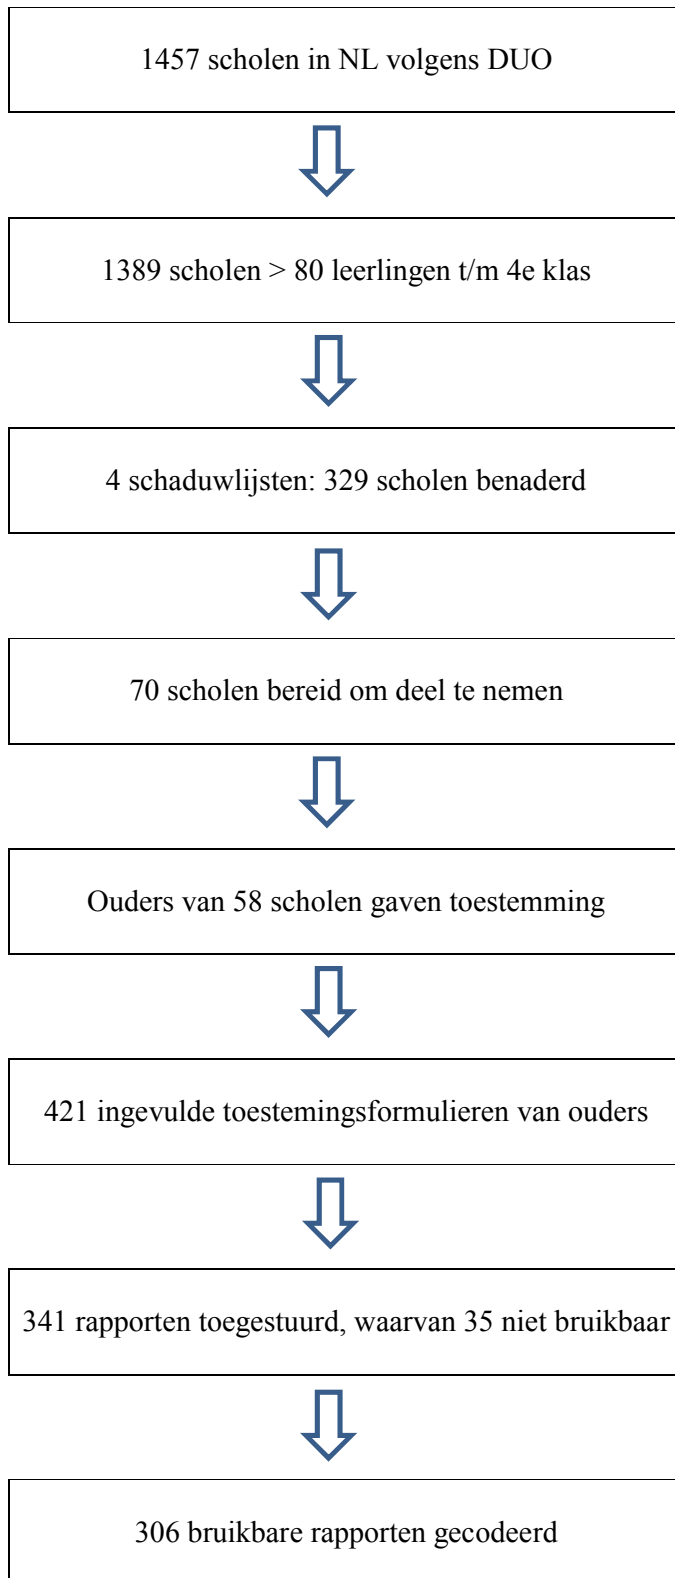 1457 scholen in NL volgens DUO
1389 scholen > 80 leerlingen t/m 4e klas
4 schaduwlijsten: 329 scholen benaderd
70 scholen bereid om deel te nemen
Ouders van 58 scholen gaven toestemming
421 ingevulde toestemingsformulieren van ouders
341 rapporten toegestuurd, waarvan 35 niet bruikbaar
306 bruikbare rapporten gecodeerd